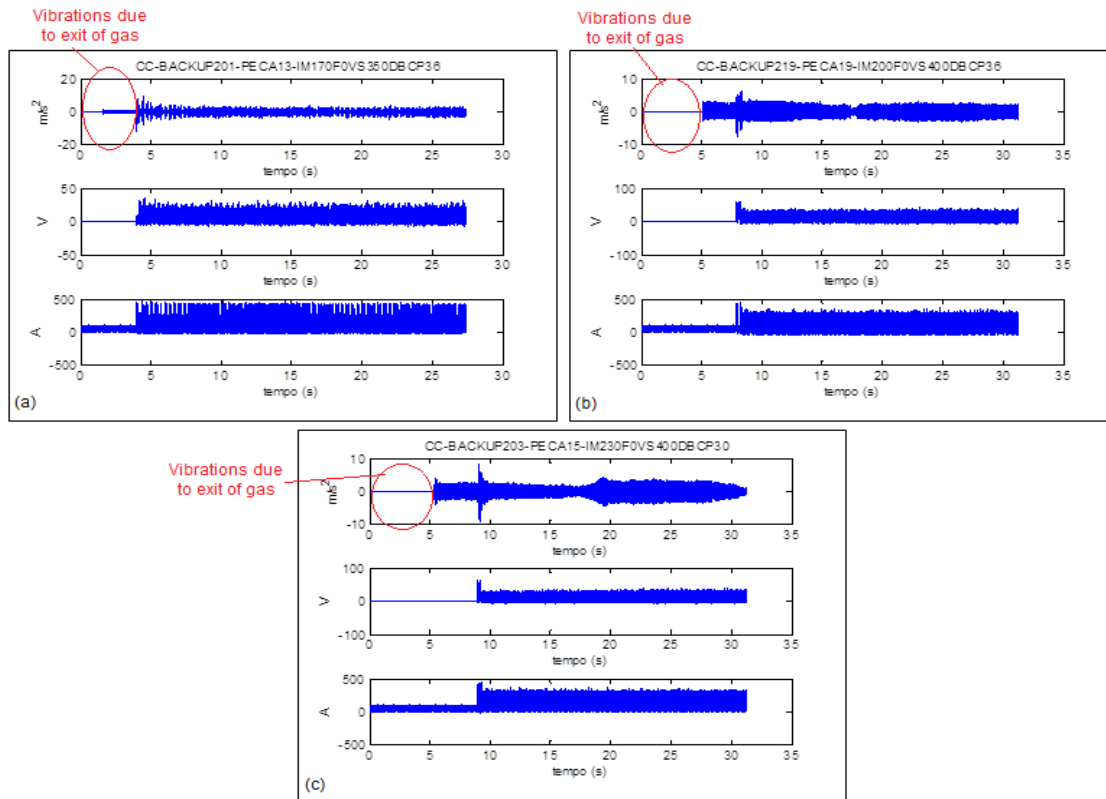 Vibrations due
to exit of gas
CC-BACKUP201-PECA13-IM170F0VS350DBCP36
20
0
-20
m/s²
0 5 10 15 20 25 30
tempo (s)
50
0
-50
V
0 5 10 15 20 25 30
tempo (s)
500
0
-500
A
0 5 10 15 20 25 30
tempo (s)
(a)
Vibrations due
to exit of gas
CC-BACKUP219-PECA19-IM200F0VS400DBCP36
10
0
-10
m/s²
0 5 10 15 20 25 30 35
tempo (s)
100
0
-100
V
0 5 10 15 20 25 30 35
tempo (s)
500
0
-500
A
0 5 10 15 20 25 30 35
tempo (s)
(b)
Vibrations due
to exit of gas
CC-BACKUP203-PECA15-IM230F0VS400DBCP30
10
0
-10
m/s²
0 5 10 15 20 25 30 35
tempo (s)
100
0
-100
V
0 5 10 15 20 25 30 35
tempo (s)
500
0
-500
A
0 5 10 15 20 25 30 35
tempo (s)
(c)